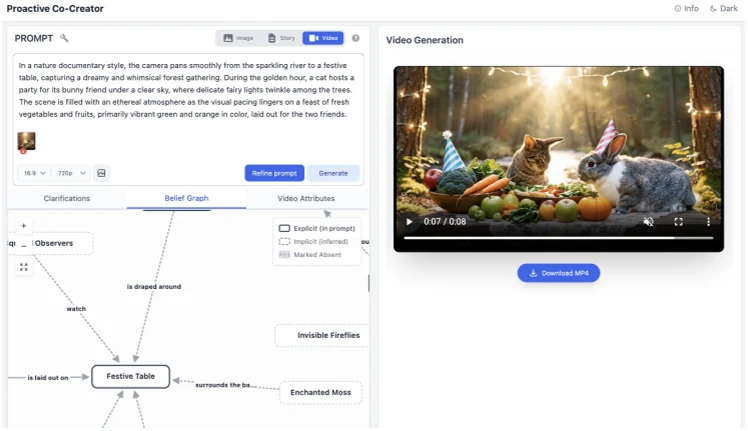 Proactive Co-Creator
Info
Dark
PROMPT
Image
Story
Video
In a nature documentary style, the camera pans smoothly from the sparkling river to a festive
table, capturing a dreamy and whimsical forest gathering. During the golden hour, a cat hosts a
party for its bunny friend under a clear sky, where delicate fairy lights twinkle among the trees.
The scene is filled with an ethereal atmosphere as the visual pacing lingers on a feast of fresh
vegetables and fruits, primarily vibrant green and orange in color, laid out for the two friends.
16:9
720p
Refine prompt
Generate
Clarifications
Belief Graph
Video Attributes
Explicit (in prompt)
Implicit (inferred)
Marked Absent
Observers
is draped around
watch
Invisible Fireflies
is laid out on
Festive Table
surrounds the ba...
Enchanted Moss
Video Generation
0:07 / 0:08
Download MP4